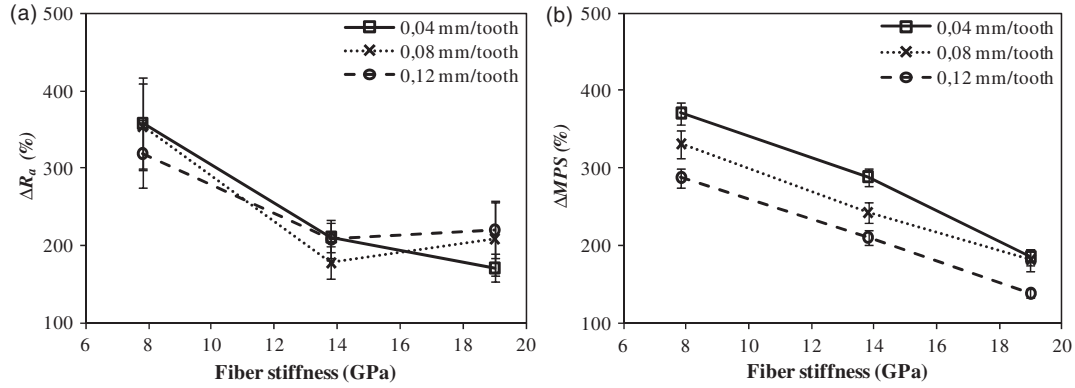 (a)
500
400
300
200
100
ΔRa (%)
0,04 mm/tooth
0,08 mm/tooth
0,12 mm/tooth
6 8 10 12 14 16 18 20
Fiber stiffness (GPa)
(b)
500
400
300
200
100
ΔMPS (%)
0,04 mm/tooth
0,08 mm/tooth
0,12 mm/tooth
6 8 10 12 14 16 18 20
Fiber stiffness (GPa)